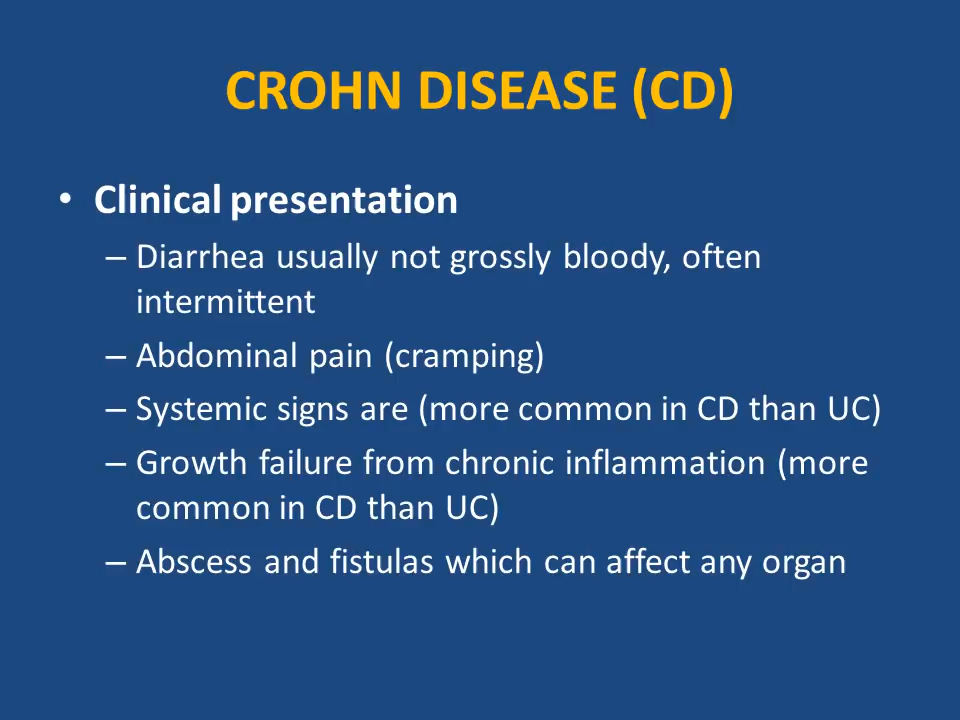 CROHN DISEASE (CD)
• Clinical presentation
– Diarrhea usually not grossly bloody, often
intermittent
– Abdominal pain (cramping)
– Systemic signs are (more common in CD than UC)
– Growth failure from chronic inflammation (more
common in CD than UC)
– Abscess and fistulas which can affect any organ